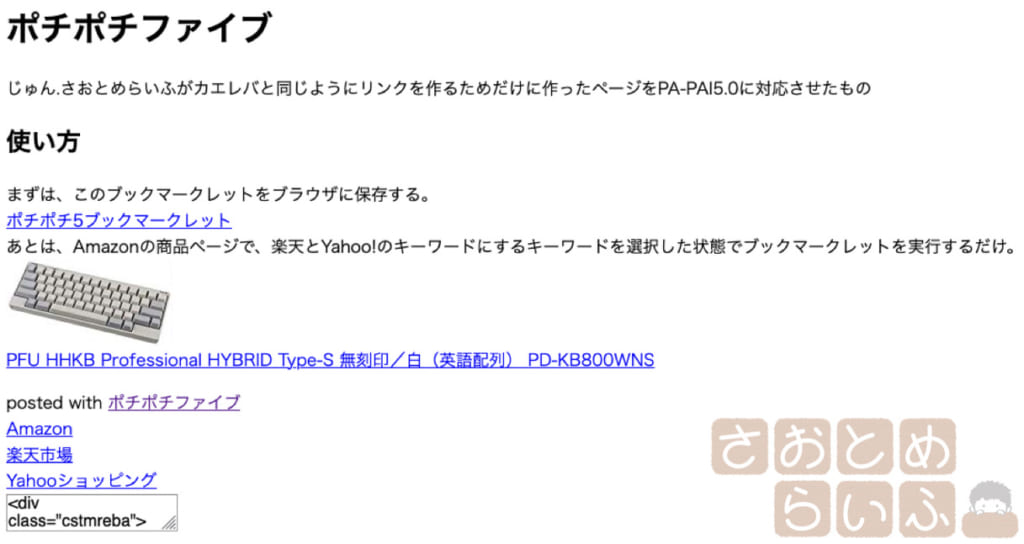 ポチポチファイブ
じゅん.さおとめらいふがカエレバと同じようにリンクを作るためだけに作ったページをPA-PAI5.0に対応させたもの
使い方
まずは、このブックマークレットをブラウザに保存する。
ポチポチ5ブックマークレット
あとは、Amazonの商品ページで、楽天とYahoo!のキーワードにするキーワードを選択した状態でブックマークレットを実行するだけ。
PFU HHKB Professional HYBRID Type-S 無刻印／白（英語配列） PD-KB800WNS
posted with ポチポチファイブ
Amazon
楽天市場
Yahooショッピング
<div
class="cstmreba">
さおとめ
らいふ